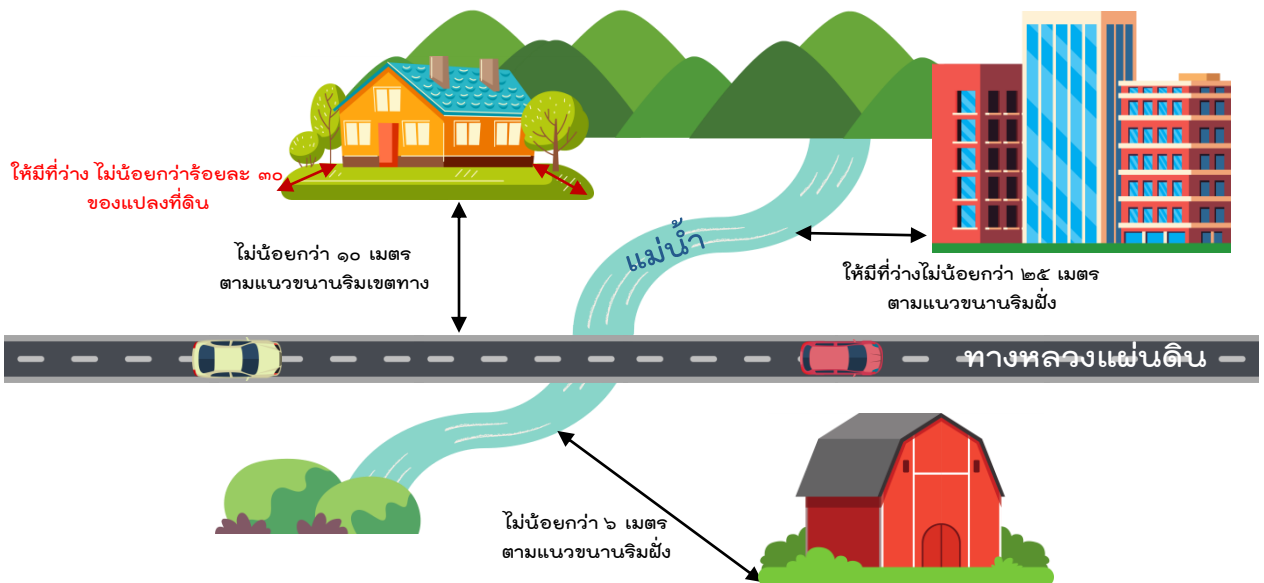 ให้มีที่ว่าง ไม่น้อยกว่าร้อยละ ๓๐
ของแปลงที่ดิน
ไม่น้อยกว่า ๑๐ เมตร
ตามแนวขนานริมเขตทาง
แม่น้ำ
ให้มีที่ว่างไม่น้อยกว่า ๒๕ เมตร
ตามแนวขนานริมฝั่ง
ทางหลวงแผ่นดิน
ไม่น้อยกว่า ๖ เมตร
ตามแนวขนานริมฝั่ง